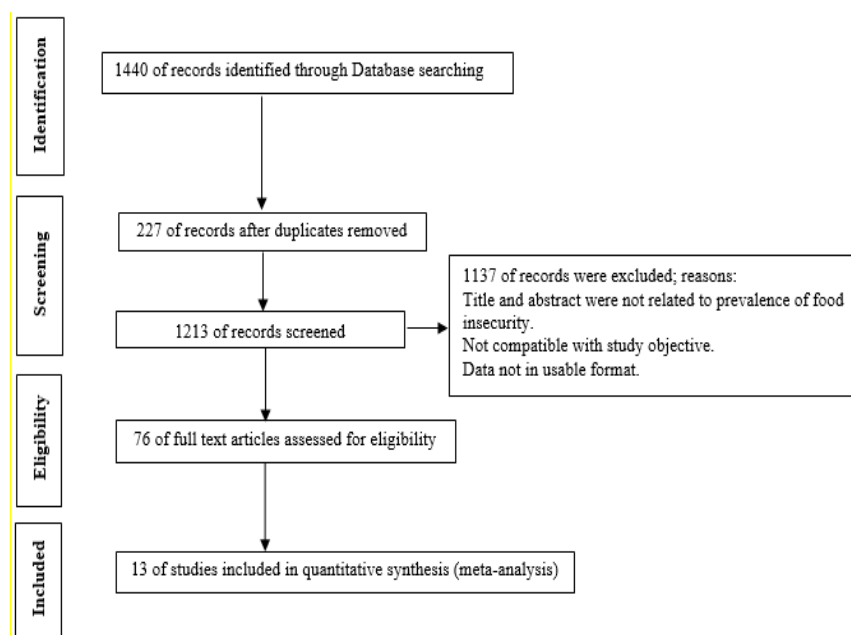 Identification
1440 of records identified through Database searching
Screening
227 of records after duplicates removed
1213 of records screened
1137 of records were excluded; reasons:
Title and abstract were not related to prevalence of food
insecurity.
Not compatible with study objective.
Data not in usable format.
Eligibility
76 of full text articles assessed for eligibility
Included
13 of studies included in quantitative synthesis (meta-analysis)